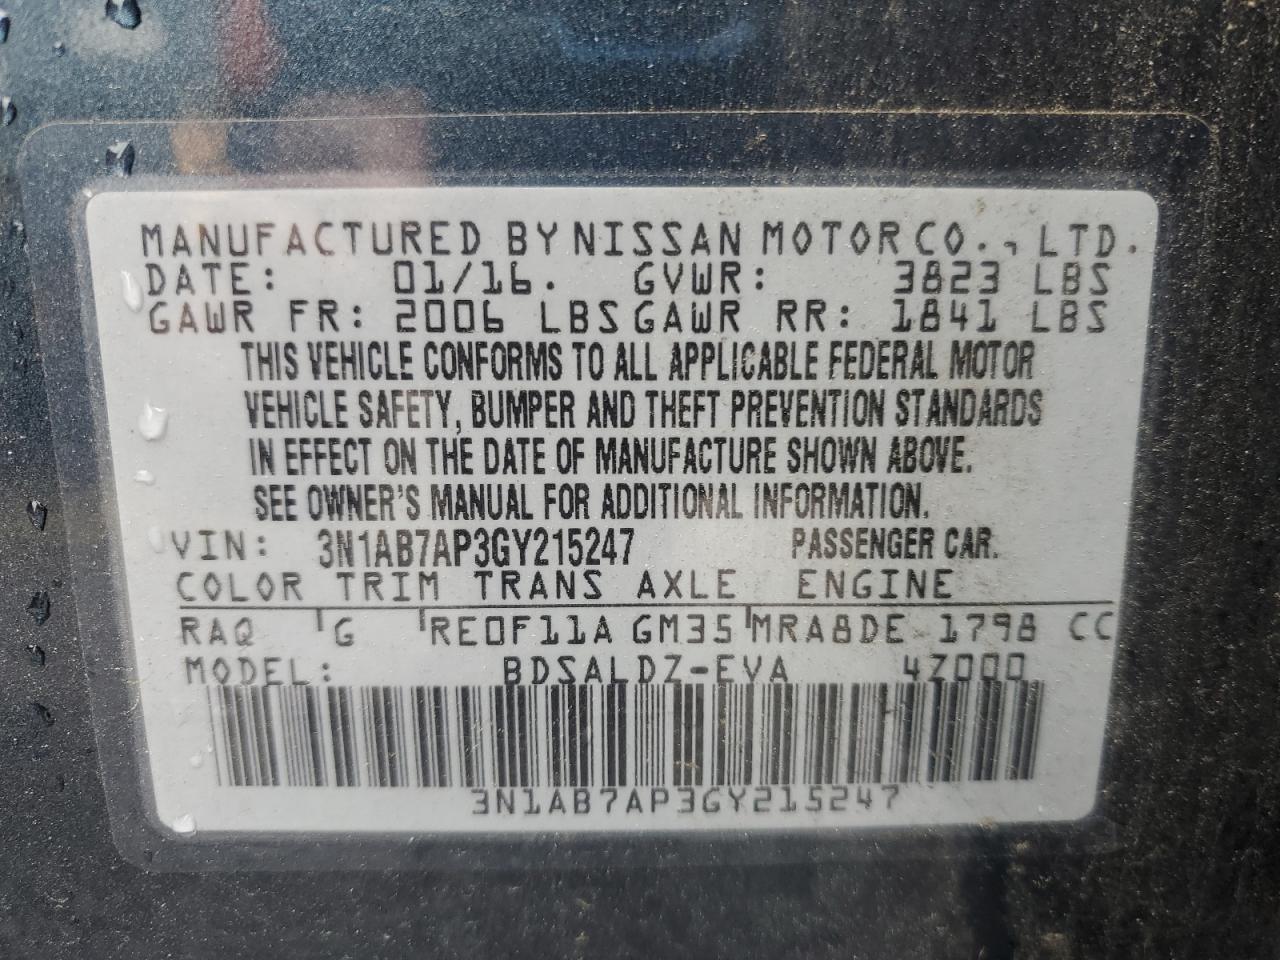 MANUFACTURED BY NISSAN MOTOR CO., LTD.
DATE: 01/16. GVWR: 3823 LBS
GAWR FR: 2006 LBS GAWR RR: 1841 LBS
THIS VEHICLE CONFORMS TO ALL APPLICABLE FEDERAL MOTOR
VEHICLE SAFETY, BUMPER AND THEFT PREVENTION STANDARDS
IN EFFECT ON THE DATE OF MANUFACTURE SHOWN ABOVE.
SEE OWNER'S MANUAL FOR ADDITIONAL INFORMATION.
VIN: 3N1AB7AP3GY215247 PASSENGER CAR.
COLOR TRIM TRANS AXLE ENGINE
RAQ G RE0F11A GM35 MRA8DE 1798 CC
MODEL: BDSALDZ-EVA 4Z000
3N1AB7AP3GY215247